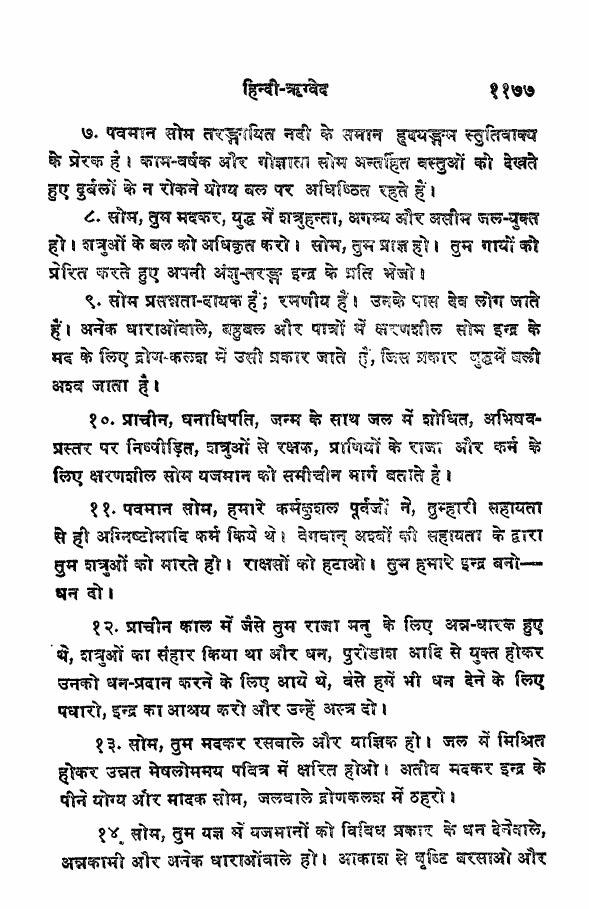 हिन्दी-ऋग्वेद ११७७
७. पवमान सोम तरङ्गायित नदी के समान हृदयङ्गम स्तुतिवाक्य
के प्रेरक है। काम-वर्षक और गोज्ञाता सोम अन्तर्हित वस्तुओं को देखते
हुए दुर्बलों के न रोकने योग्य बल पर अधिष्ठित रहते हैं।
८. सोम, तुम मदकर, युद्ध में शत्रुहन्ता, अगम्य और असीम जल-युक्त
हो। शत्रुओं के बल को अधिकृत करो। सोम, तुम प्राज्ञ हो। तुम गायों को
प्रेरित करते हुए अपनी अंशु-तरङ्ग इन्द्र के प्रति भेजो।
९. सोम प्रसन्नता-दायक हैं; रमणीय हैं। उनके पास देव लोग जाते
हैं। अनेक धाराओंवाले, बहुबल और पात्रों में क्षरणशील सोम इन्द्र के
मद के लिए द्रोण-कलश में उसी प्रकार जाते हैं, जिस प्रकार युद्ध में बली
अश्व जाता है।
१०. प्राचीन, धनाधिपति, जन्म के साथ जल में शोधित, अभिषव-
प्रस्तर पर निष्पीड़ित, शत्रुओं से रक्षक, प्राणियों के राजा और कर्म के
लिए क्षरणशील सोम यजमान को समीचीन मार्ग बताते है।
११. पवमान सोम, हमारे कर्मकुशल पूर्वजों ने, तुम्हारी सहायता
से ही अग्निष्टोमादि कर्म किये थे। वेगवान् अश्वों की सहायता के द्वारा
तुम शत्रुओं को मारते हो। राक्षसों को हटाओ। तुम हमारे इन्द्र बनो—
धन दो।
१२. प्राचीन काल में जैसे तुम राजा मनु के लिए अन्न-धारक हुए
थे, शत्रुओं का संहार किया था और धन, पुरोडाश आदि से युक्त होकर
उनको धन-प्रदान करने के लिए आये थे, वैसे हमें भी धन देने के लिए
पधारो, इन्द्र का आश्रय करो और उन्हें अस्त्र दो।
१३. सोम, तुम मदकर रसवाले और याज्ञिक हो। जल में मिश्रित
होकर उन्नत मेषलोममय पवित्र में क्षरित होओ। अतीव मदकर इन्द्र के
पीने योग्य और मादक सोम, जलवाले द्रोणकलश में ठहरो।
१४. सोम, तुम यज्ञ में यजमानों को विविध प्रकार के धन देनेवाले,
अन्नकामी और अनेक धाराओंवाले हो। आकाश से वृष्टि बरसाओ और